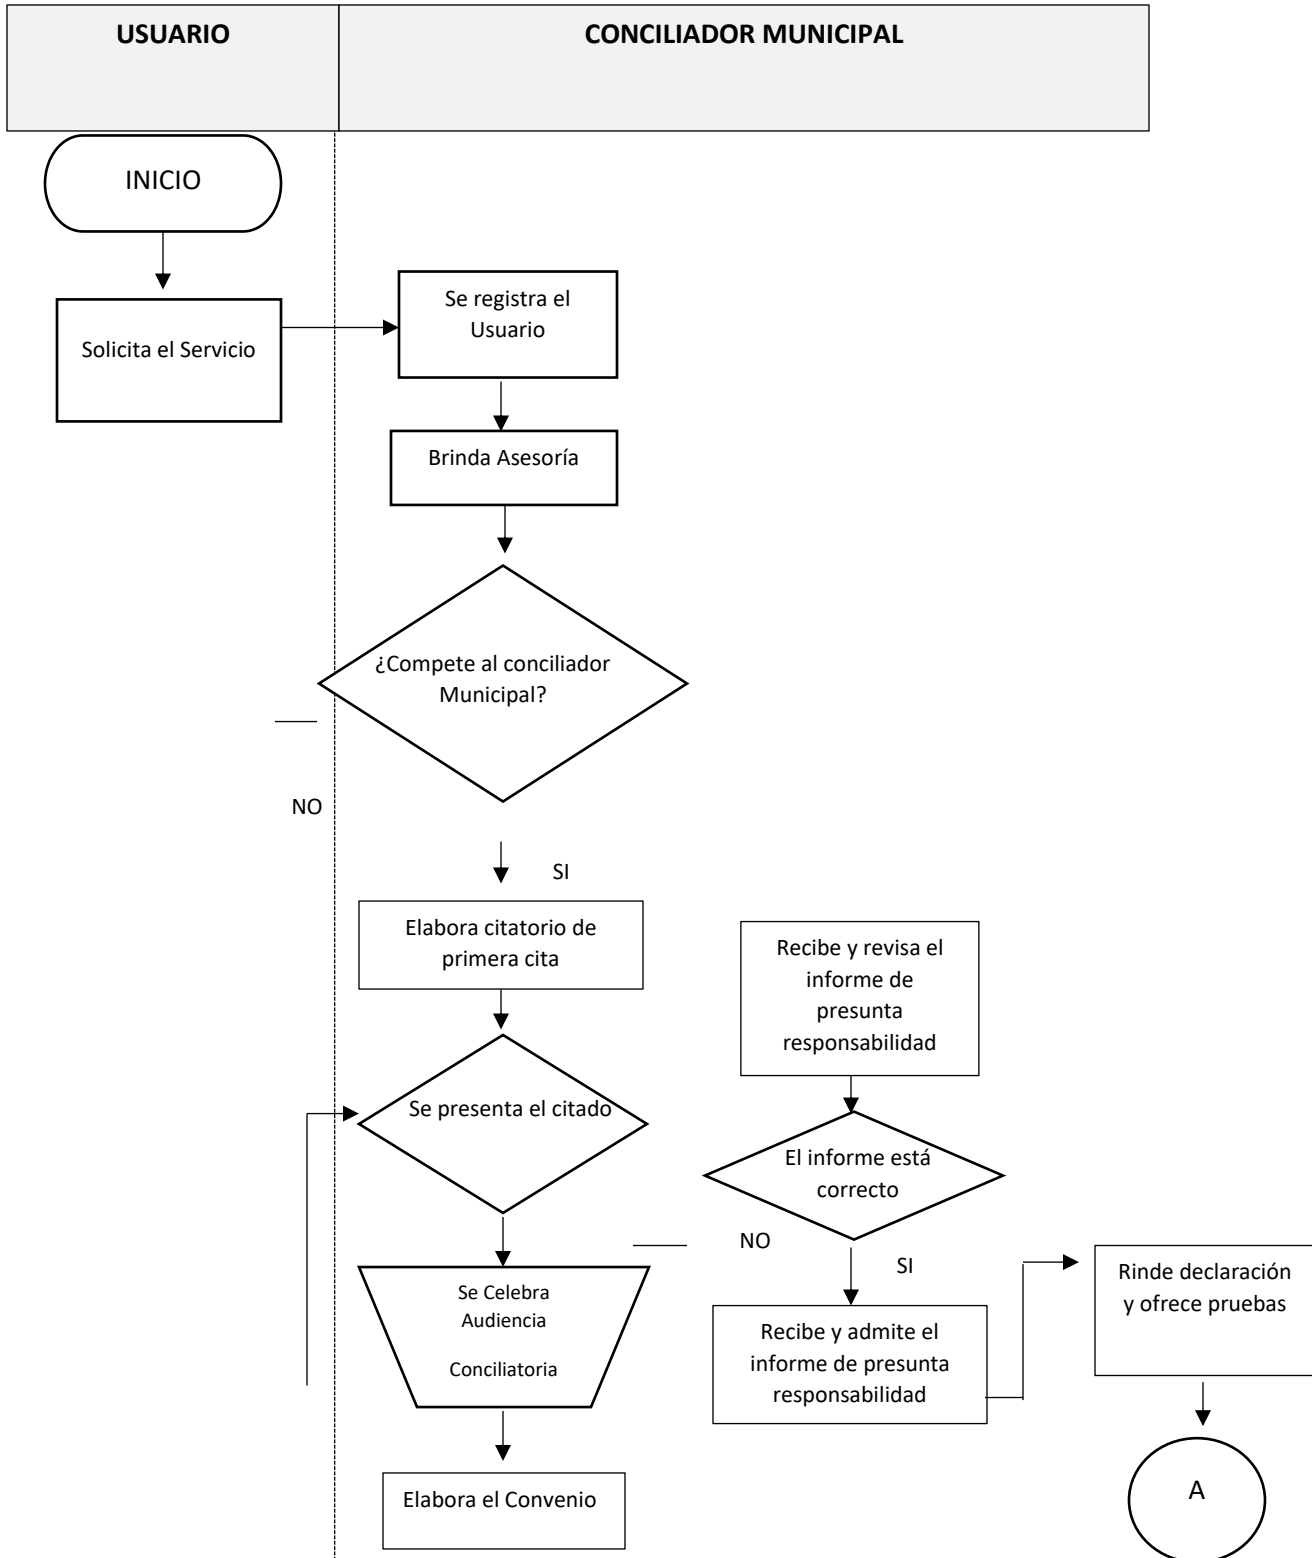 USUARIO
CONCILIADOR MUNICIPAL
INICIO
Solicita el Servicio
Se registra el
Usuario
Brinda Asesoría
¿Compete al conciliador
Municipal?
NO
SI
Elabora citatorio de
primera cita
Se presenta el citado
Se Celebra
Audiencia
Conciliatoria
Elabora el Convenio
Recibe y revisa el
informe de
presunta
responsabilidad
El informe está
correcto
NO
SI
Recibe y admite el
informe de presunta
responsabilidad
Rinde declaración
y ofrece pruebas
A